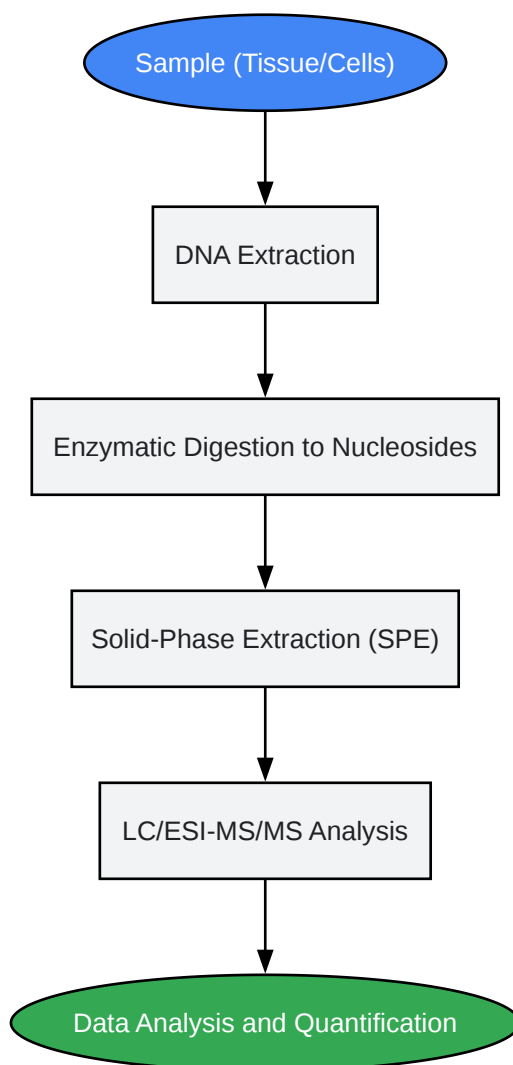 Sample (Tissue/Cells)
DNA Extraction
Enzymatic Digestion to Nucleosides
Solid-Phase Extraction (SPE)
LC/ESI-MS/MS Analysis
Data Analysis and Quantification